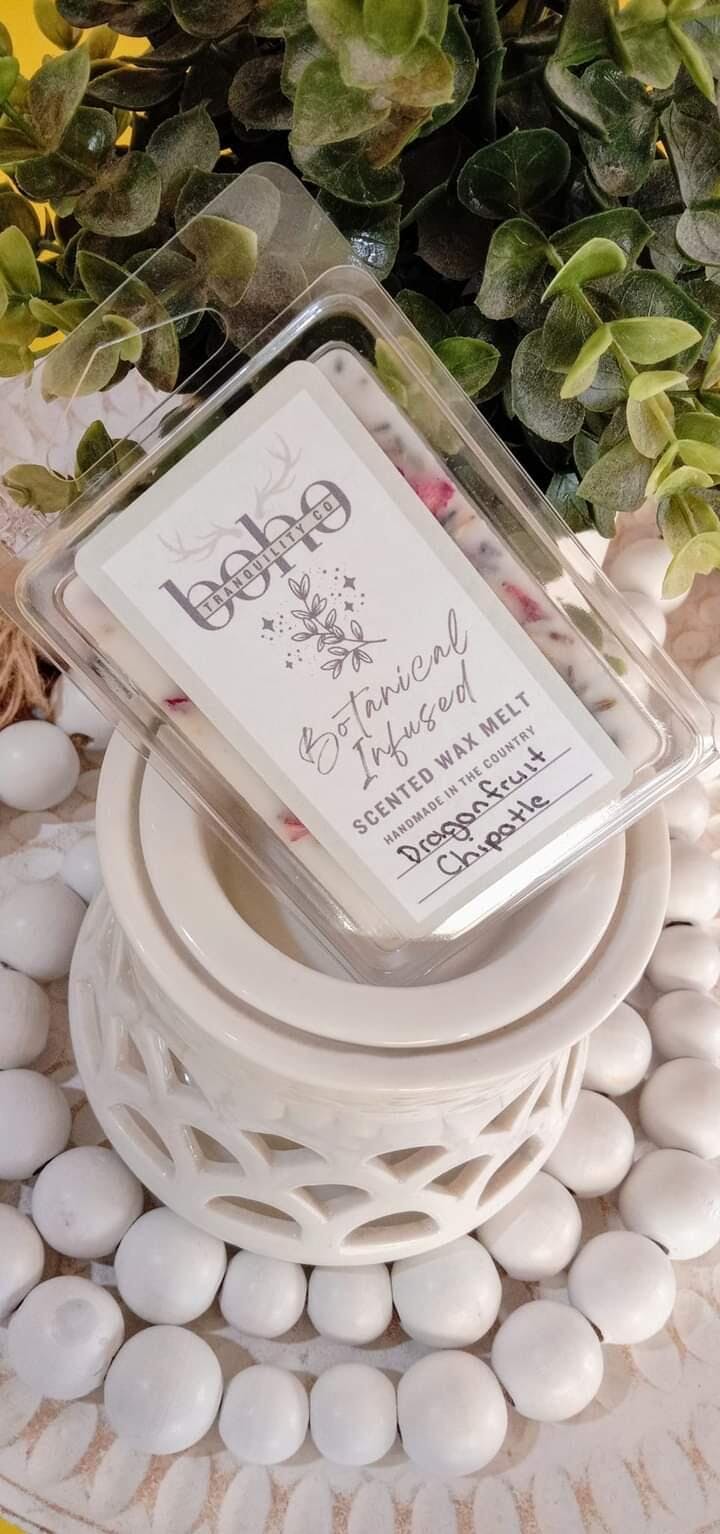 boho
TRANQUILITY CO
Botanical
Infused
SCENTED WAX MELT
HANDMADE IN THE COUNTRY
Dragonfruit
Chipotle